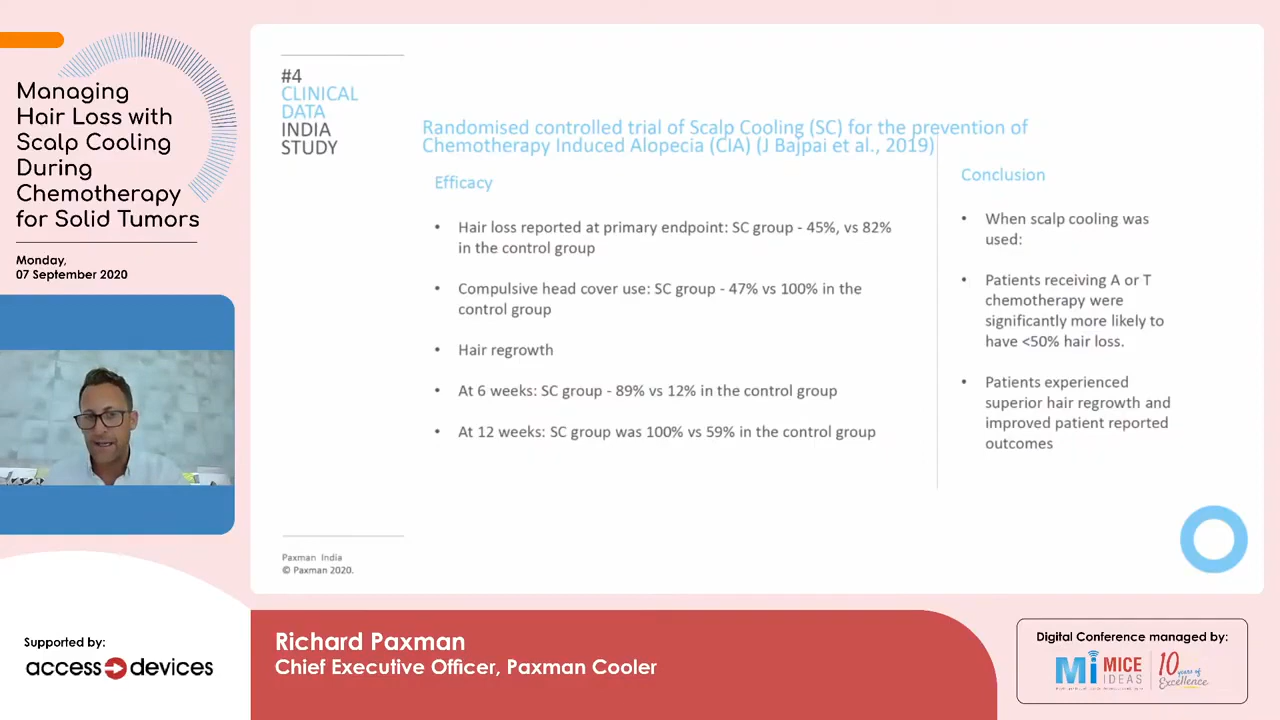 Managing
Hair Loss with
Scalp Cooling
During
Chemotherapy
for Solid Tumors
Monday,
07 September 2020
#4
CLINICAL
DATA
INDIA
STUDY
Randomised controlled trial of Scalp Cooling (SC) for the prevention of
Chemotherapy Induced Alopecia (CIA) (J Bajpai et al., 2019)
Efficacy
• Hair loss reported at primary endpoint: SC group - 45%, vs 82%
in the control group
• Compulsive head cover use: SC group - 47% vs 100% in the
control group
• Hair regrowth
• At 6 weeks: SC group - 89% vs 12% in the control group
• At 12 weeks: SC group was 100% vs 59% in the control group
Conclusion
• When scalp cooling was
used:
• Patients receiving A or T
chemotherapy were
significantly more likely to
have <50% hair loss.
• Patients experienced
superior hair regrowth and
improved patient reported
outcomes
Paxman India
© Paxman 2020.
Supported by:
access devices
Richard Paxman
Chief Executive Officer, Paxman Cooler
Digital Conference managed by:
Mi MICE
IDEAS
10 years of
Excellence